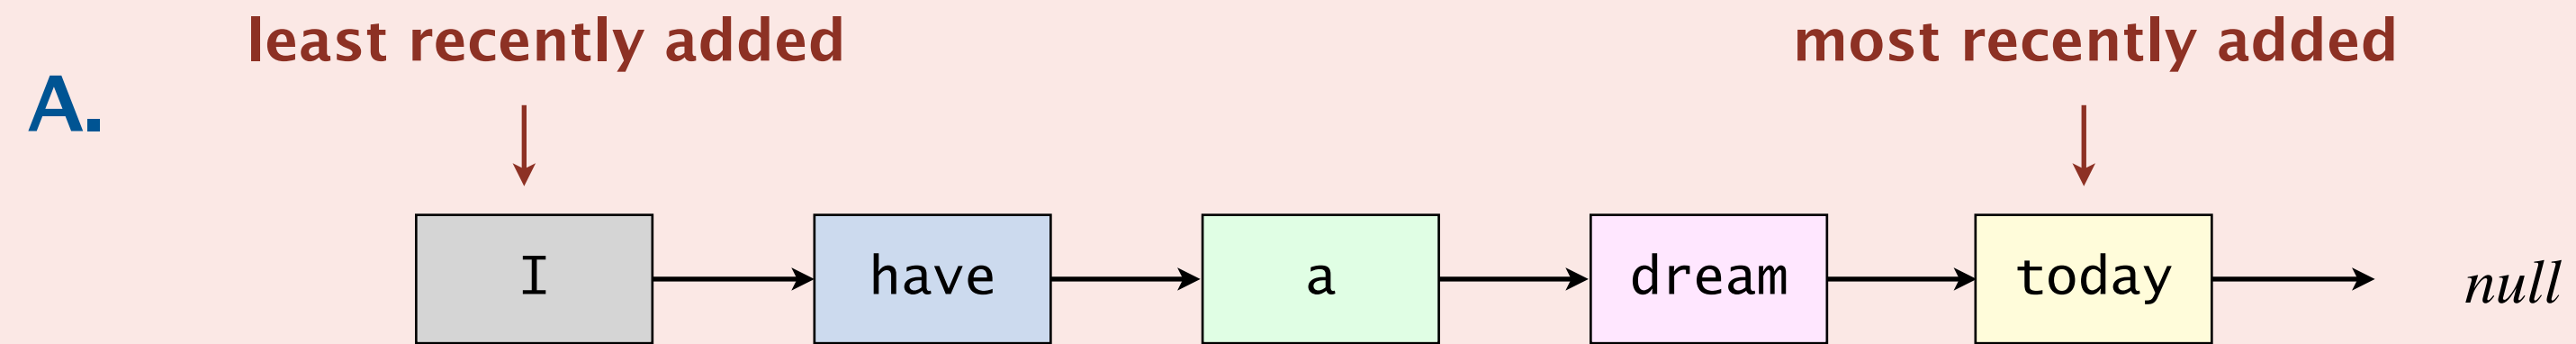 least recently added most recently added
A.
I have a dream today null